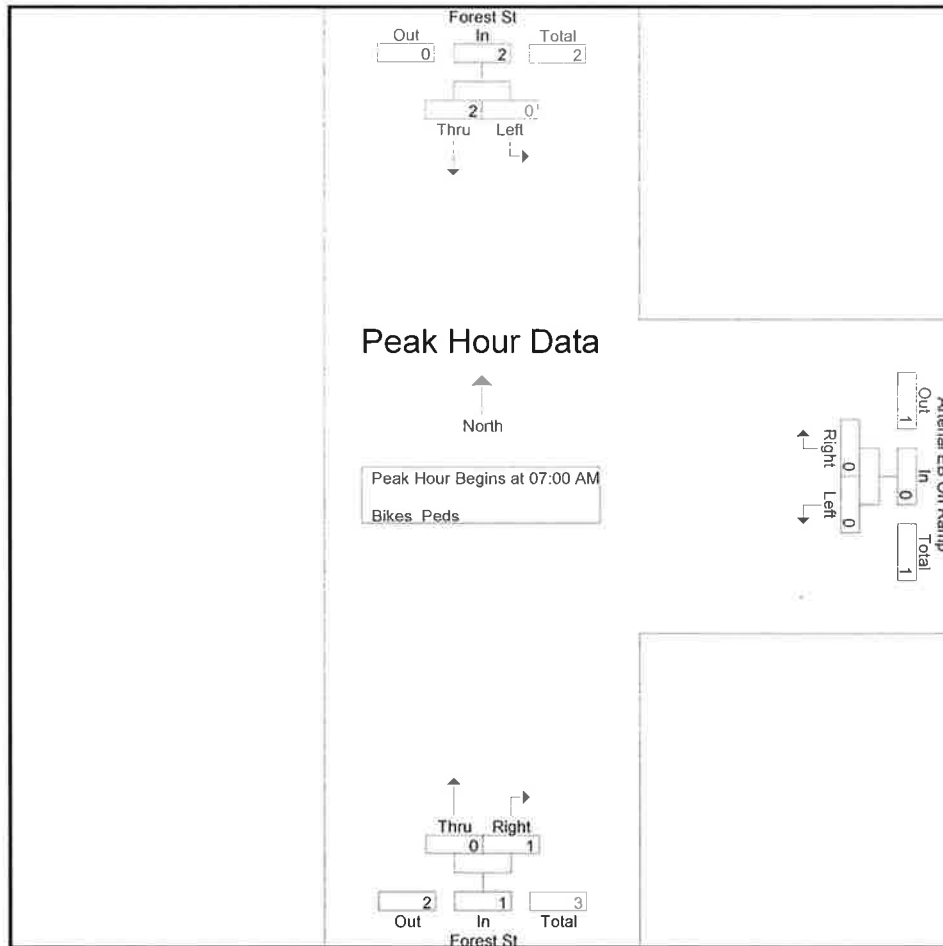 Forest St
Out In Total
0 2 2
2 0
Thru Left
Peak Hour Data
North
Peak Hour Begins at 07:00 AM
Bikes Peds
Out In Total
1 0 1
Right Left
0 0
Thru Right
0 1
2 1 3
Out In Total
Forest St